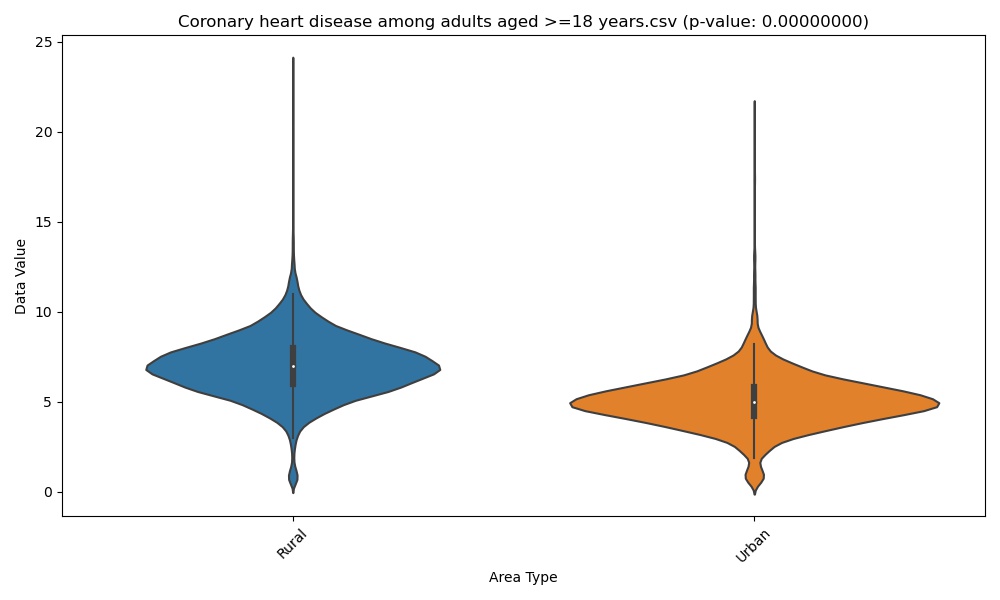 Coronary heart disease among adults aged >=18 years.csv (p-value: 0.00000000)
25
20
15
10
5
0
Data Value
Rural
Urban
Area Type